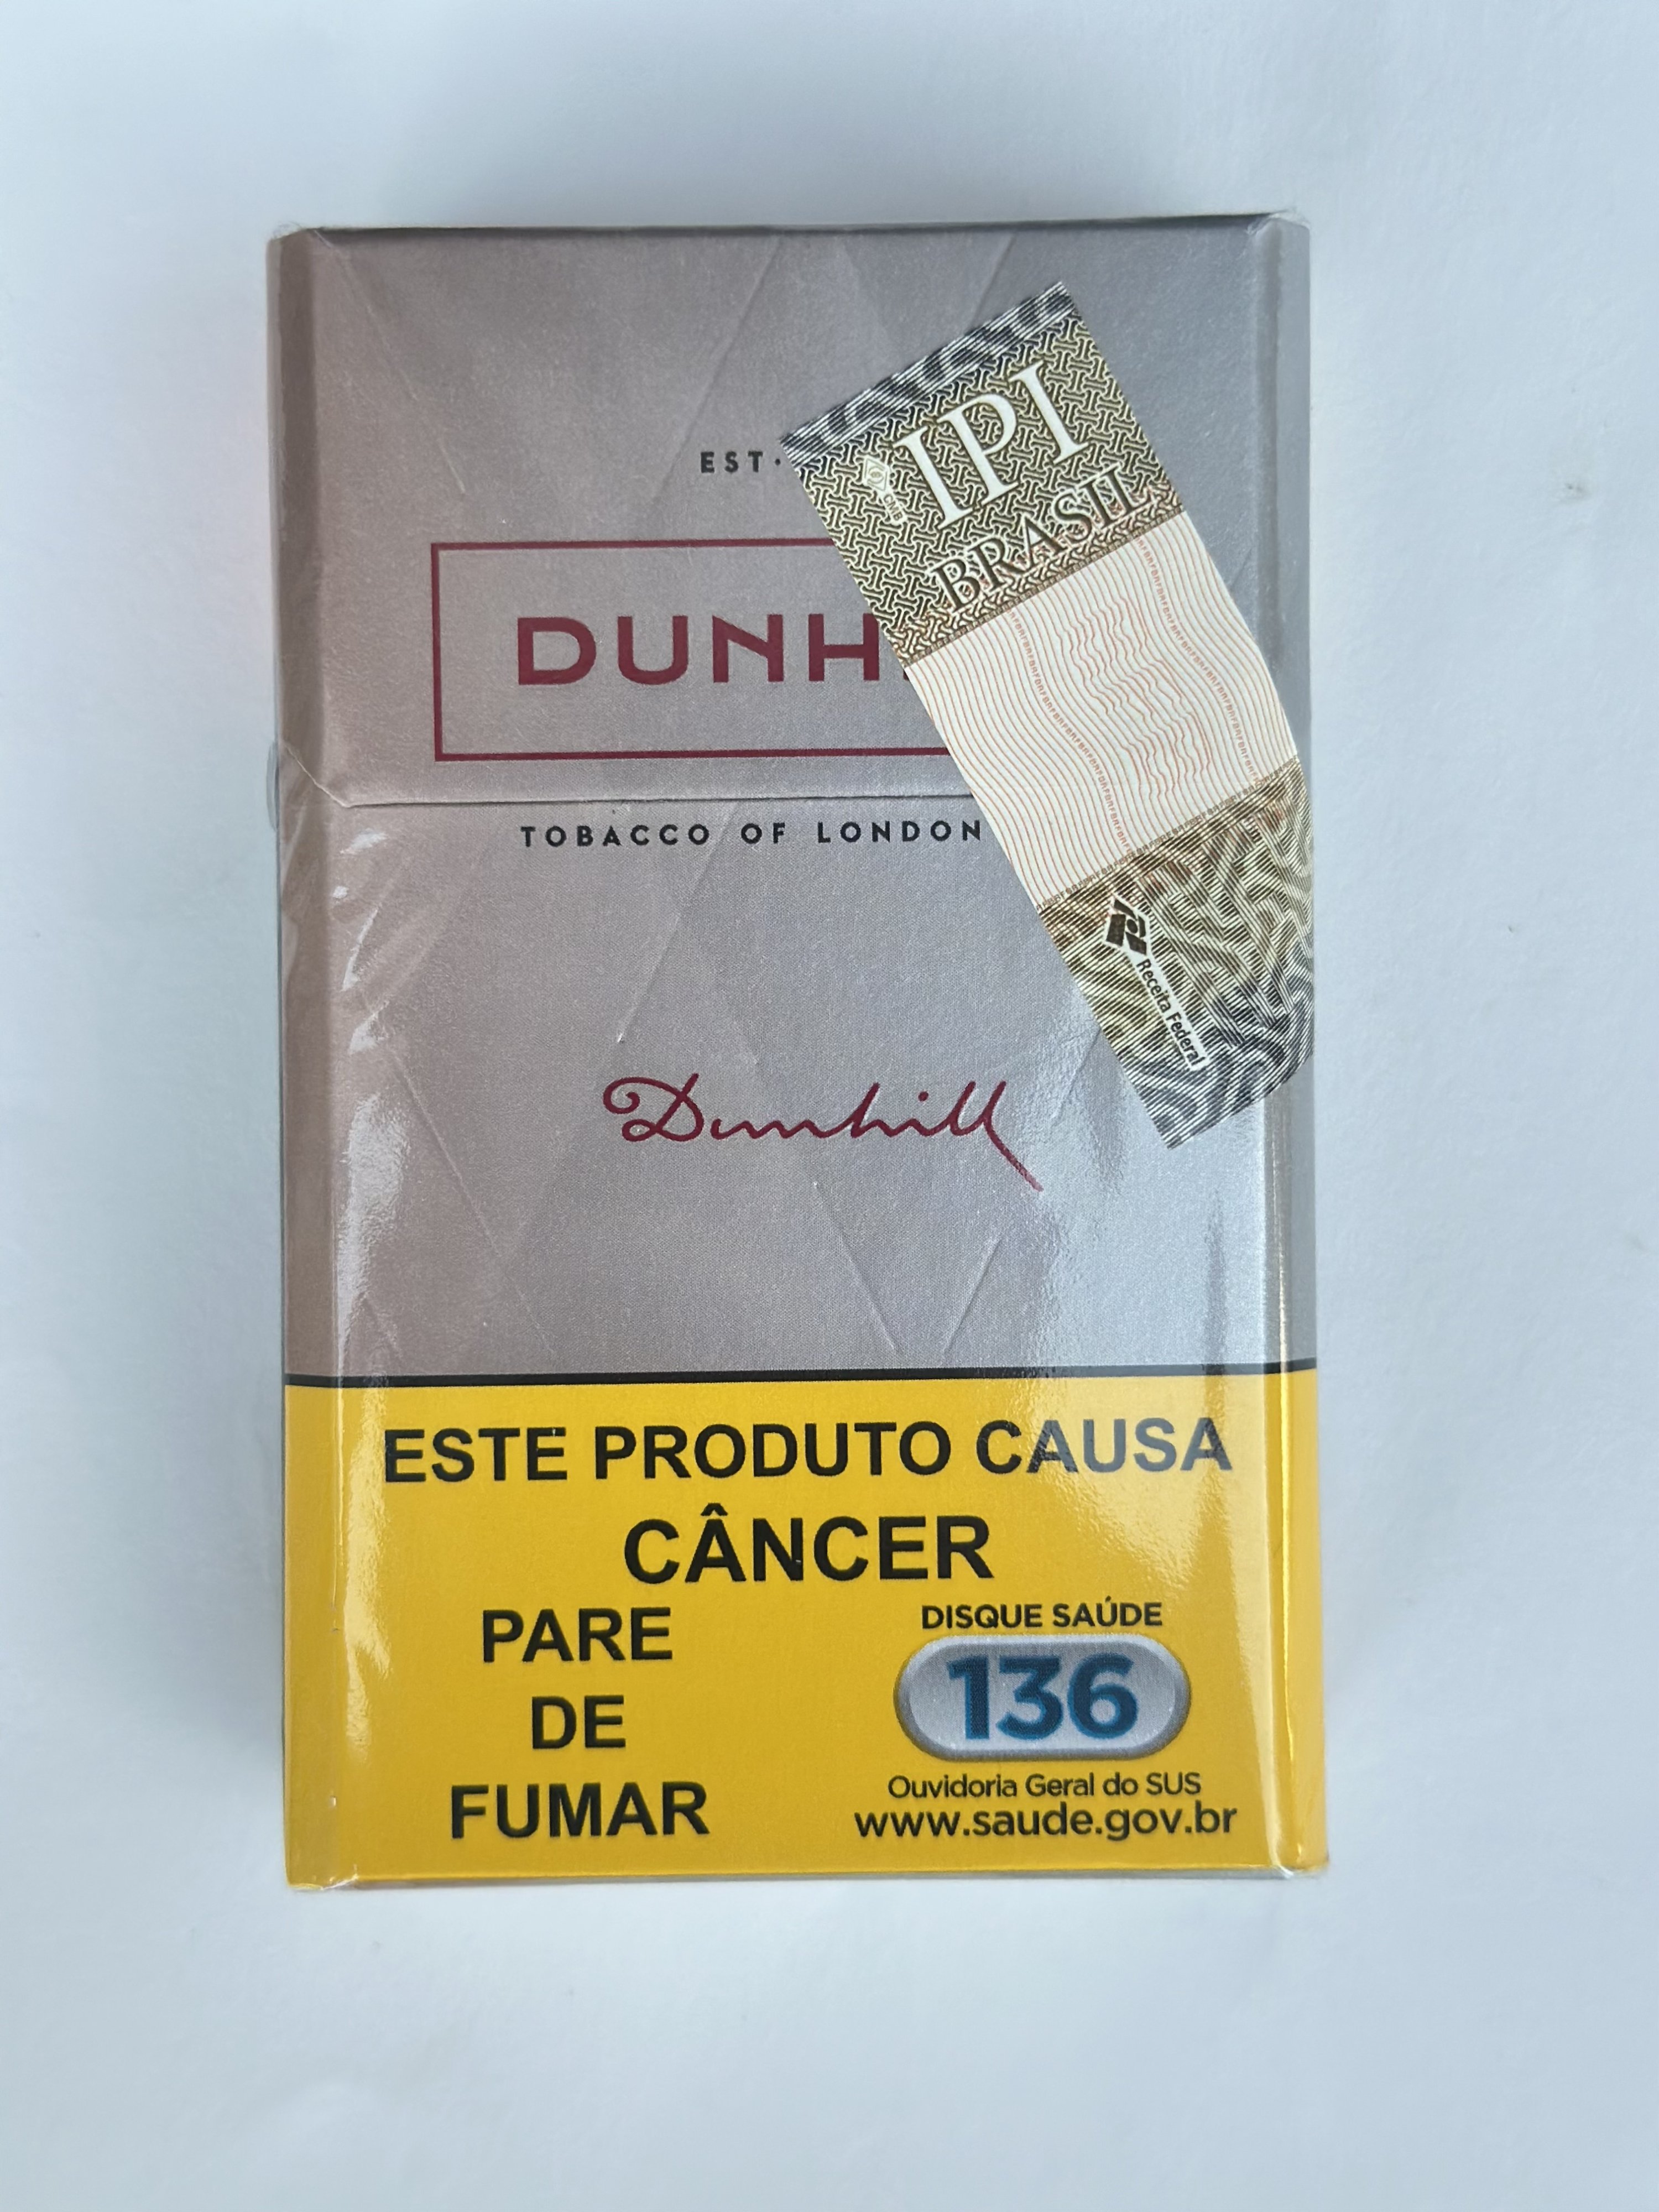 EST·
DUNH
TOBACCO OF LONDON
Dunhill
IPI
BRASIL
CMB
Receita Federal
ESTE PRODUTO CAUSA
CÂNCER
PARE
DE
FUMAR
DISQUE SAÚDE
136
Ouvidoria Geral do SUS
www.saude.gov.br